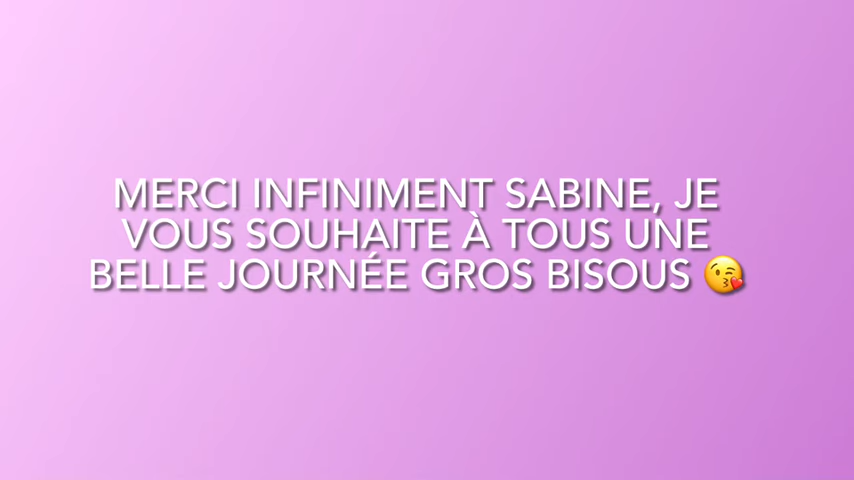 MERCI INFINIMENT SABINE, JE
VOUS SOUHAITE À TOUS UNE
BELLE JOURNÉE GROS BISOUS 😘